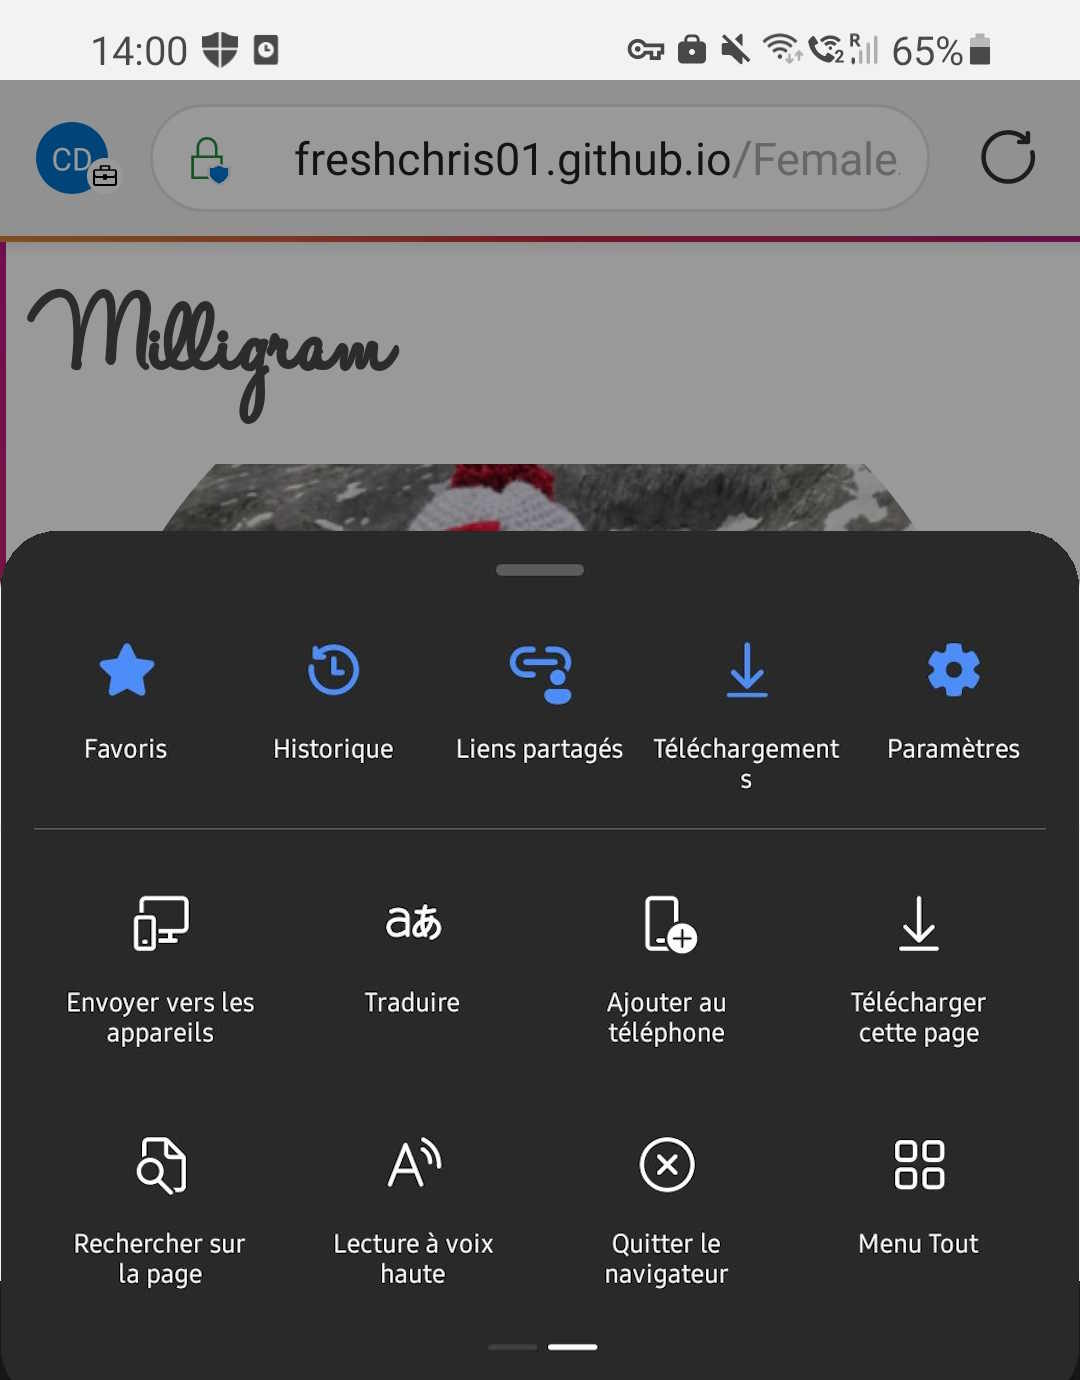 14:00
R
2
65%
CD
freshchris01.github.io/Female
Milligram
Favoris
Historique
Liens partagés
Téléchargement
s
Paramètres
aあ
Envoyer vers les
appareils
Traduire
Ajouter au
téléphone
Télécharger
cette page
A
Rechercher sur
la page
Lecture à voix
haute
Quitter le
navigateur
Menu Tout